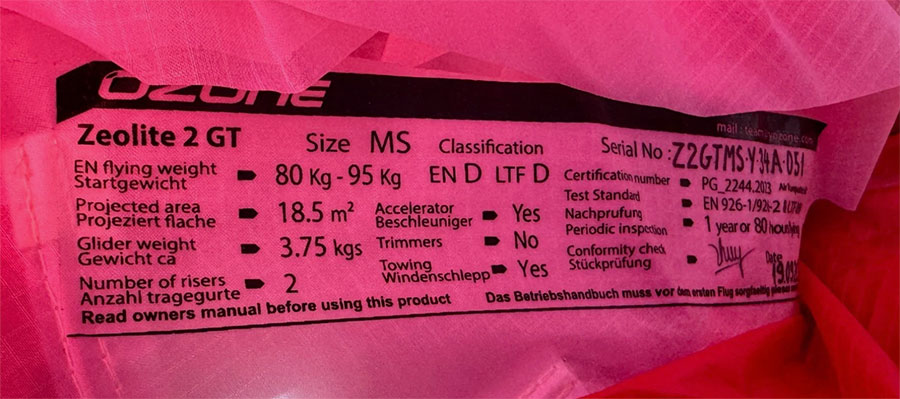 OZONE
Zeolite 2 GT Size MS Classification Serial No : Z2GTMS-Y-34A-051
EN flying weight
Startgewicht 80 Kg - 95 Kg EN D LTF D
Certification number PG_2244.2013
Projected area
Projeziert flache 18.5 m²
Accelerator
Beschleuniger Yes
Test Standard EN 926-1/926-2
Nachprufung
Periodic inspection 1 year or 80 hour
Glider weight
Gewicht ca 3.75 kgs
Trimmers No
Conformity check
Stückprüfung
Date
Number of risers
Anzahl tragegurte 2
Towing
Windenschlepp Yes
Read owners manual before using this product Das Betriebshandbuch muss vor dem ersten Flug sorgfaeltig